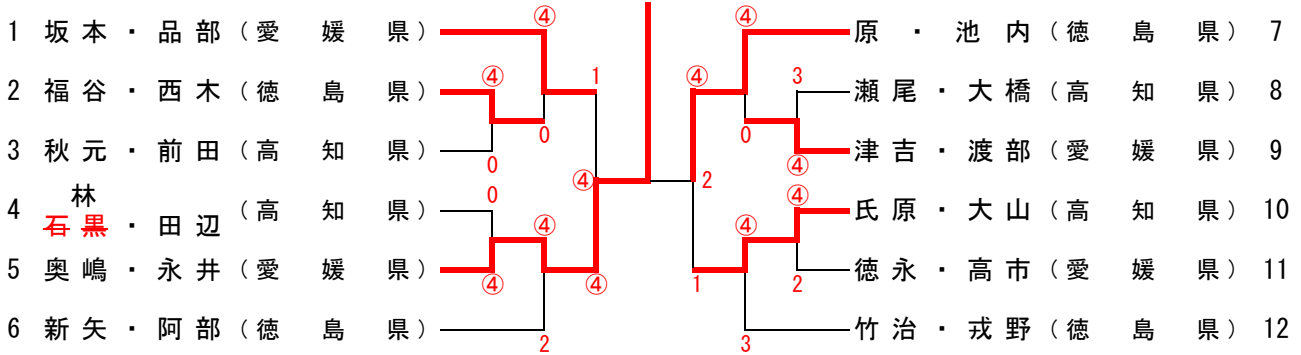 1 坂本・品部（愛媛県） ④ ④ 原・池内（徳島県） 7
④ 1 ④ 3
2 福谷・西木（徳島県） 瀬尾・大橋（高知県） 8
0 0
3 秋元・前田（高知県） 0 ④ 津吉・渡部（愛媛県） 9
④ 2
林 0 ④
4 石黒・田辺（高知県） ④ ④ 氏原・大山（高知県） 10
5 奥嶋・永井（愛媛県） ④ ④ 1 2 徳永・高市（愛媛県） 11
6 新矢・阿部（徳島県） 2 3 竹治・戎野（徳島県） 12